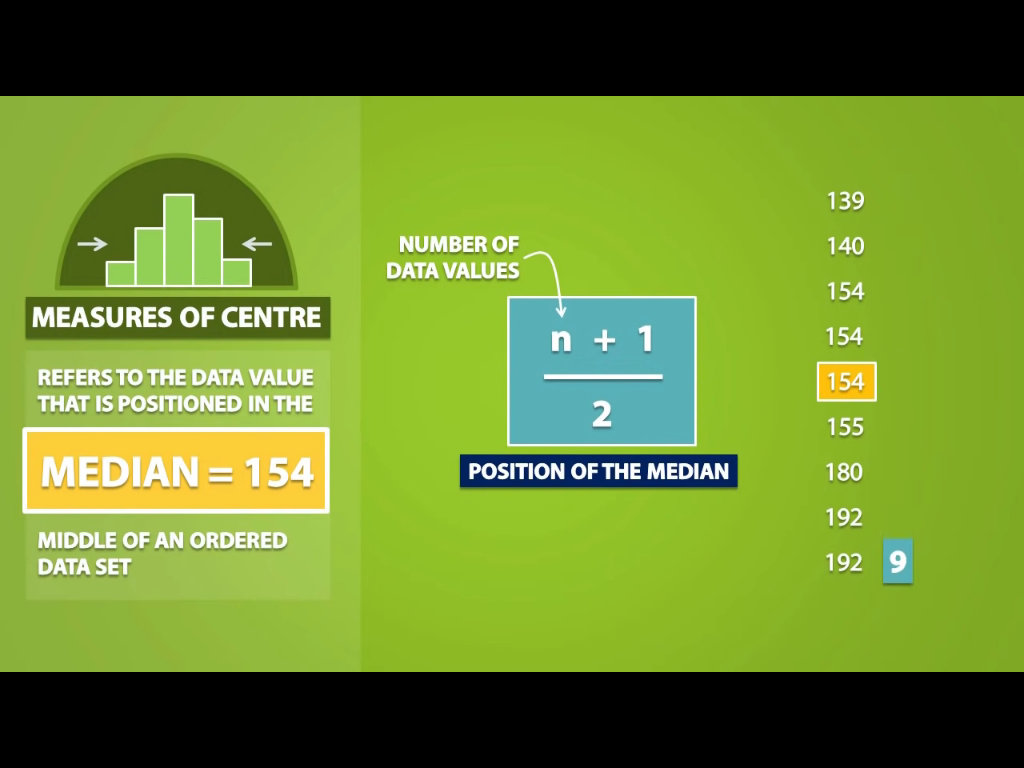 MEASURES OF CENTRE
REFERS TO THE DATA VALUE
THAT IS POSITIONED IN THE
MEDIAN = 154
MIDDLE OF AN ORDERED
DATA SET
NUMBER OF
DATA VALUES
n + 1
2
POSITION OF THE MEDIAN
139
140
154
154
154
155
180
192
192 9